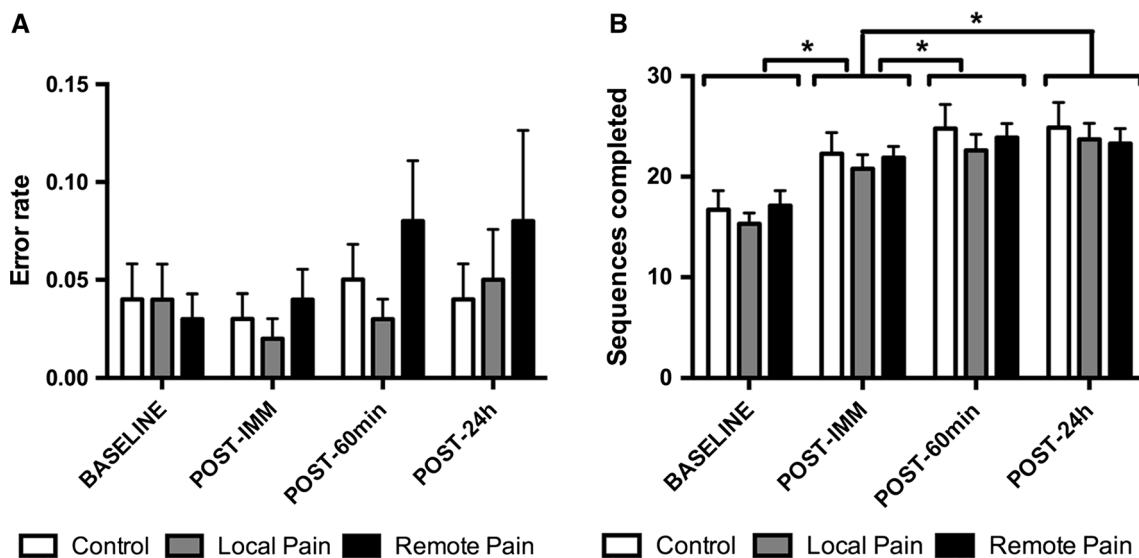 A
Error rate
0.15
0.10
0.05
0.00
BASELINE
POST-IMM
POST-60min
POST-24h
Control
Local Pain
Remote Pain
B
Sequences completed
30
20
10
0
*
*
*
BASELINE
POST-IMM
POST-60min
POST-24h
Control
Local Pain
Remote Pain